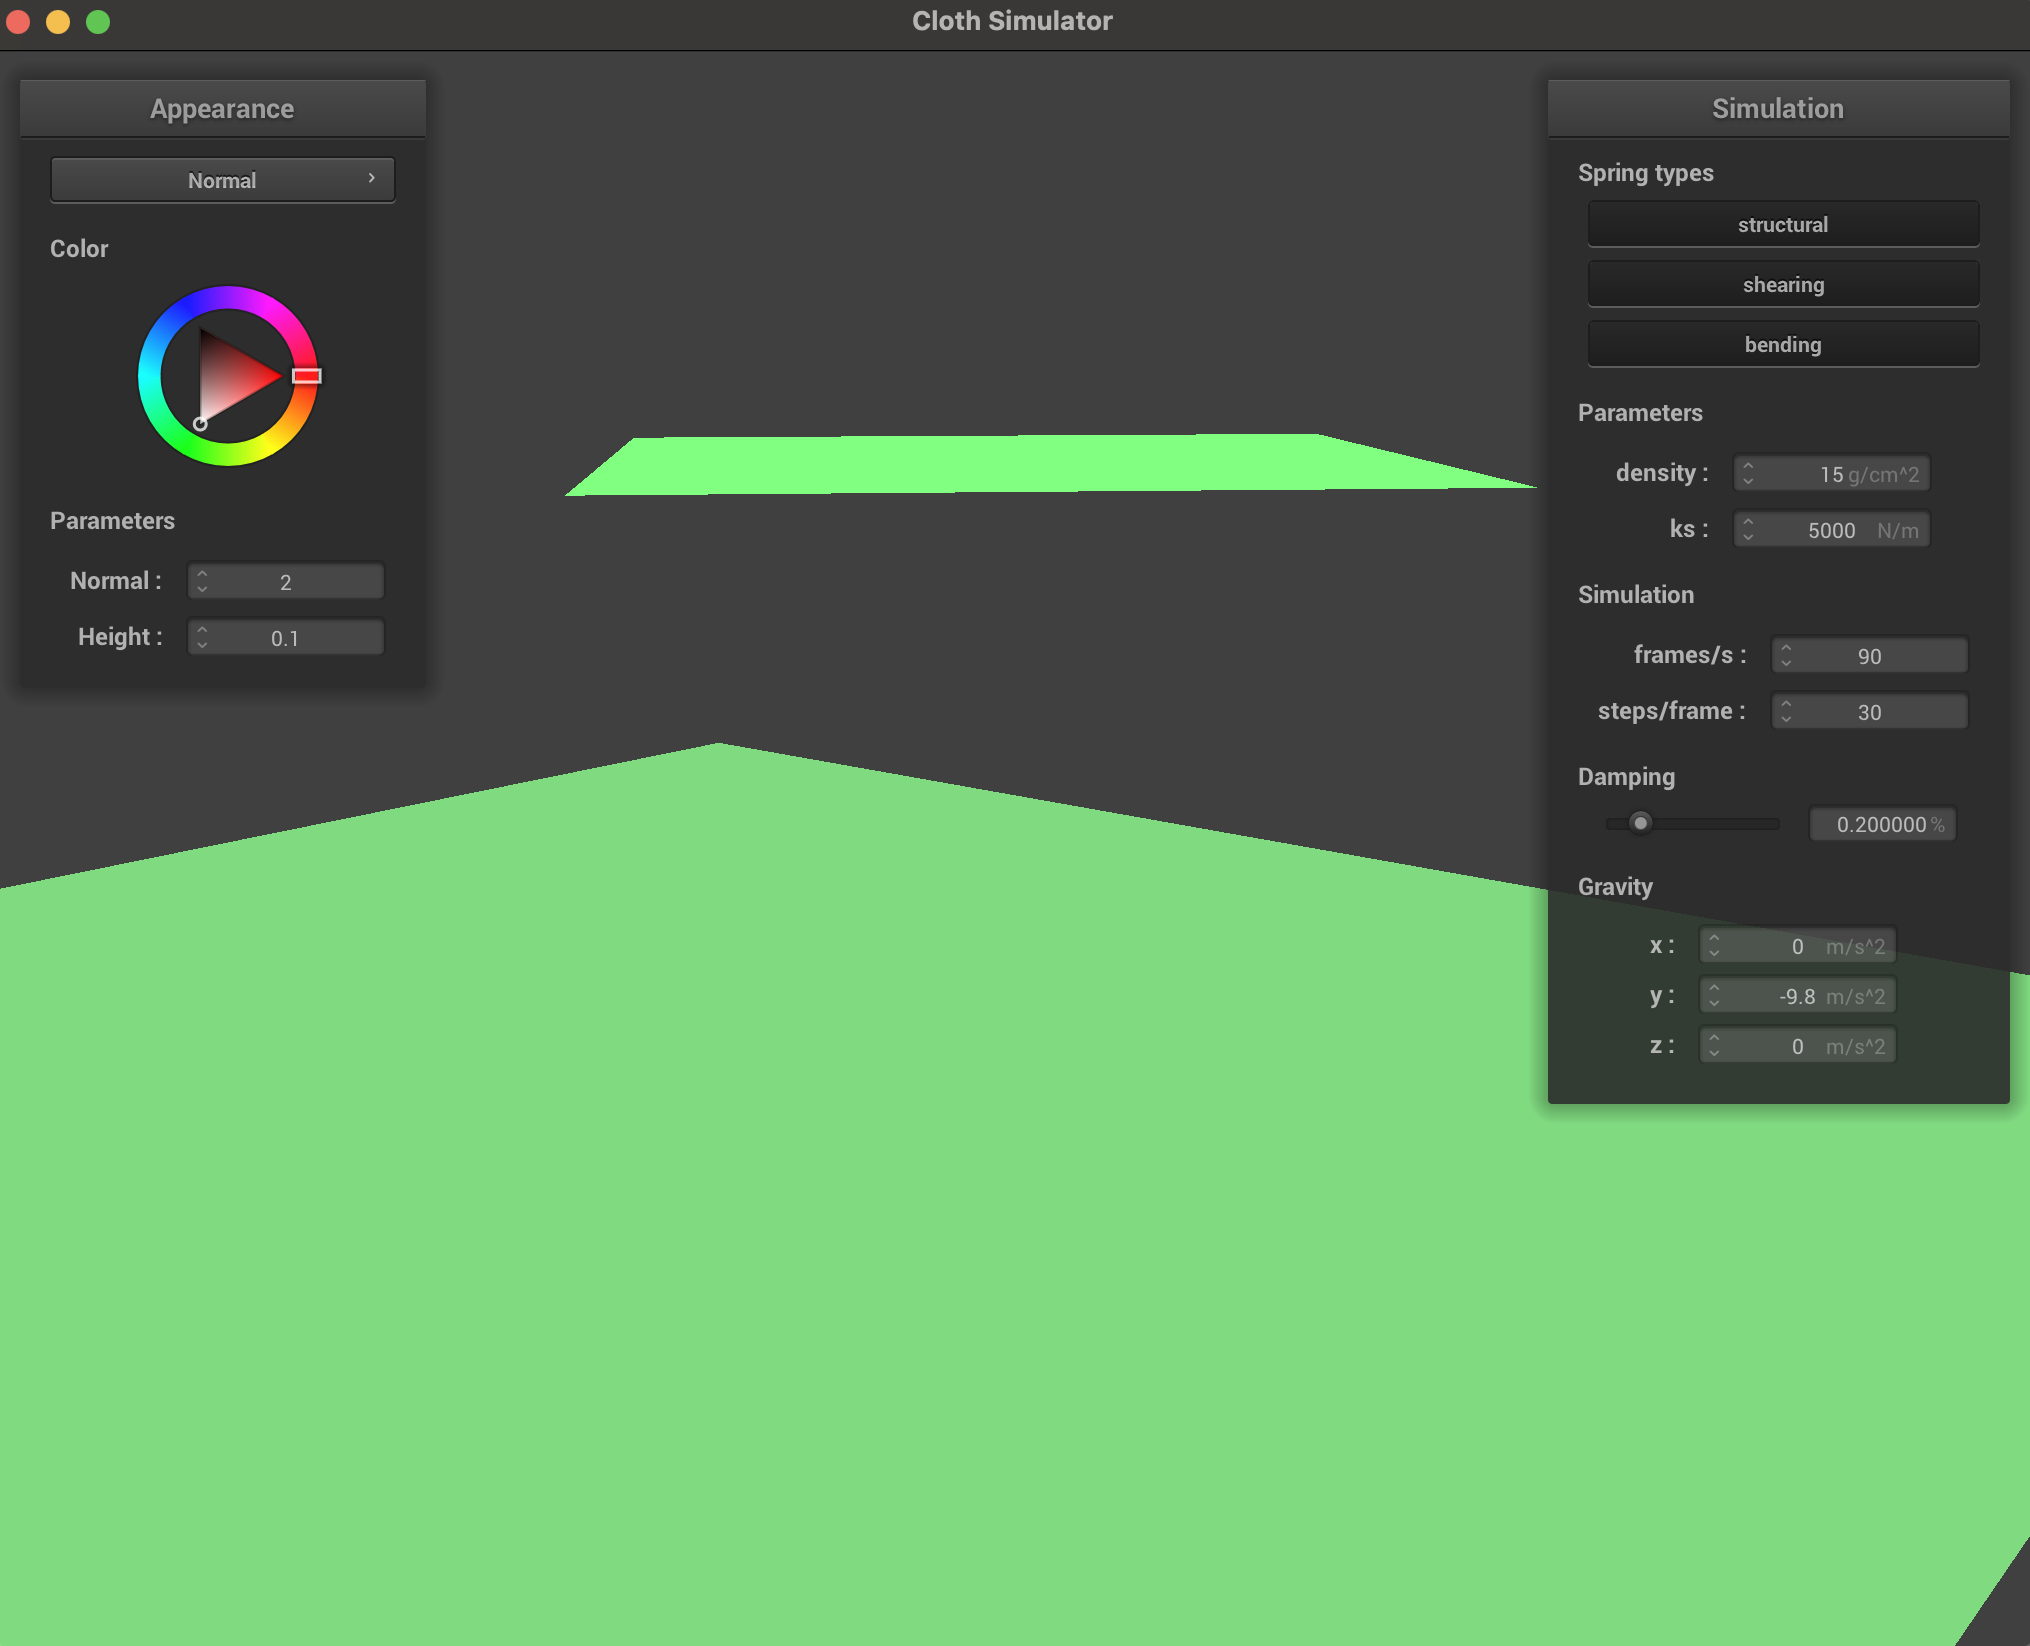 Cloth Simulator
Appearance
Normal
Color
Parameters
Normal : 2
Height : 0.1
Simulation
Spring types
structural
shearing
bending
Parameters
density : 15 g/cm^2
ks : 5000 N/m
Simulation
frames/s : 90
steps/frame : 30
Damping
0.200000 %
Gravity
x : 0 m/s^2
y : -9.8 m/s^2
z : 0 m/s^2